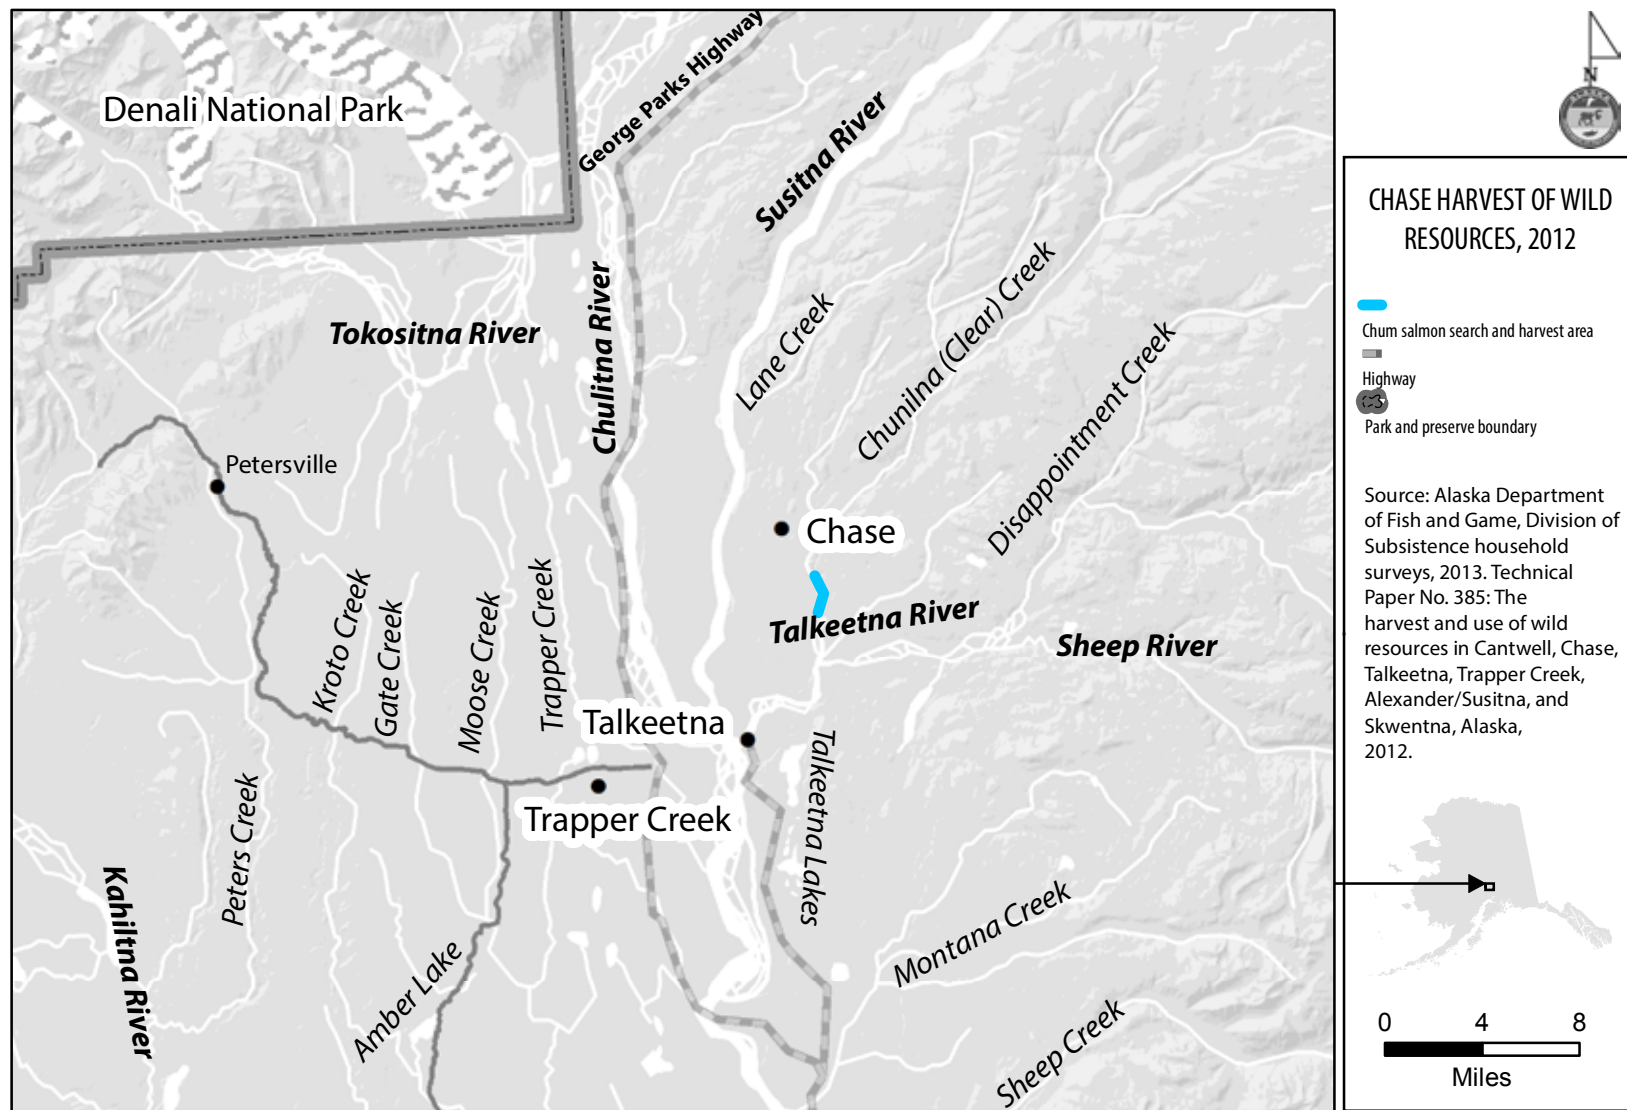 Denali National Park
George Parks Highway
Susitna River
Chulitna River
Tokositna River
Lane Creek
Chunilna (Clear) Creek
Disappointment Creek
Petersville
Chase
Talkeetna River
Sheep River
Kroto Creek
Gate Creek
Moose Creek
Trapper Creek
Talkeetna
Trapper Creek
Talkeetna Lakes
Peters Creek
Kahiltna River
Amber Lake
Montana Creek
Sheep Creek
N
CHASE HARVEST OF WILD
RESOURCES, 2012
Chum salmon search and harvest area
Highway
Park and preserve boundary
Source: Alaska Department
of Fish and Game, Division of
Subsistence household
surveys, 2013. Technical
Paper No. 385: The
harvest and use of wild
resources in Cantwell, Chase,
Talkeetna, Trapper Creek,
Alexander/Susitna, and
Skwentna, Alaska,
2012.
0 4 8
Miles